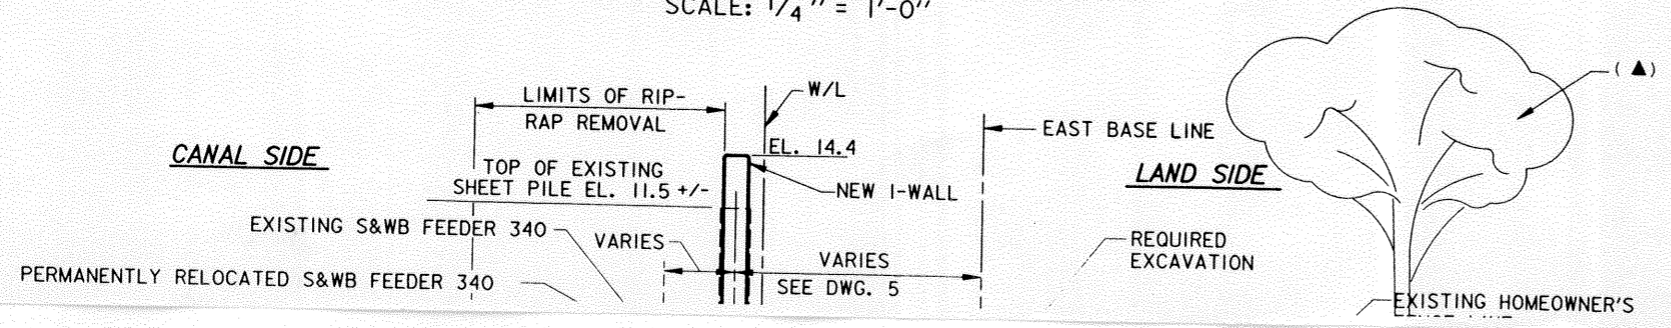 SCALE: 1/4" = 1'-0"
(▲)
LIMITS OF RIP-
RAP REMOVAL
W/L
EAST BASE LINE
CANAL SIDE
EL. 14.4
TOP OF EXISTING
SHEET PILE EL. 11.5 +/-
LAND SIDE
NEW I-WALL
EXISTING S&WB FEEDER 340
VARIES
REQUIRED
EXCAVATION
VARIES
SEE DWG. 5
PERMANENTLY RELOCATED S&WB FEEDER 340
EXISTING HOMEOWNER'S